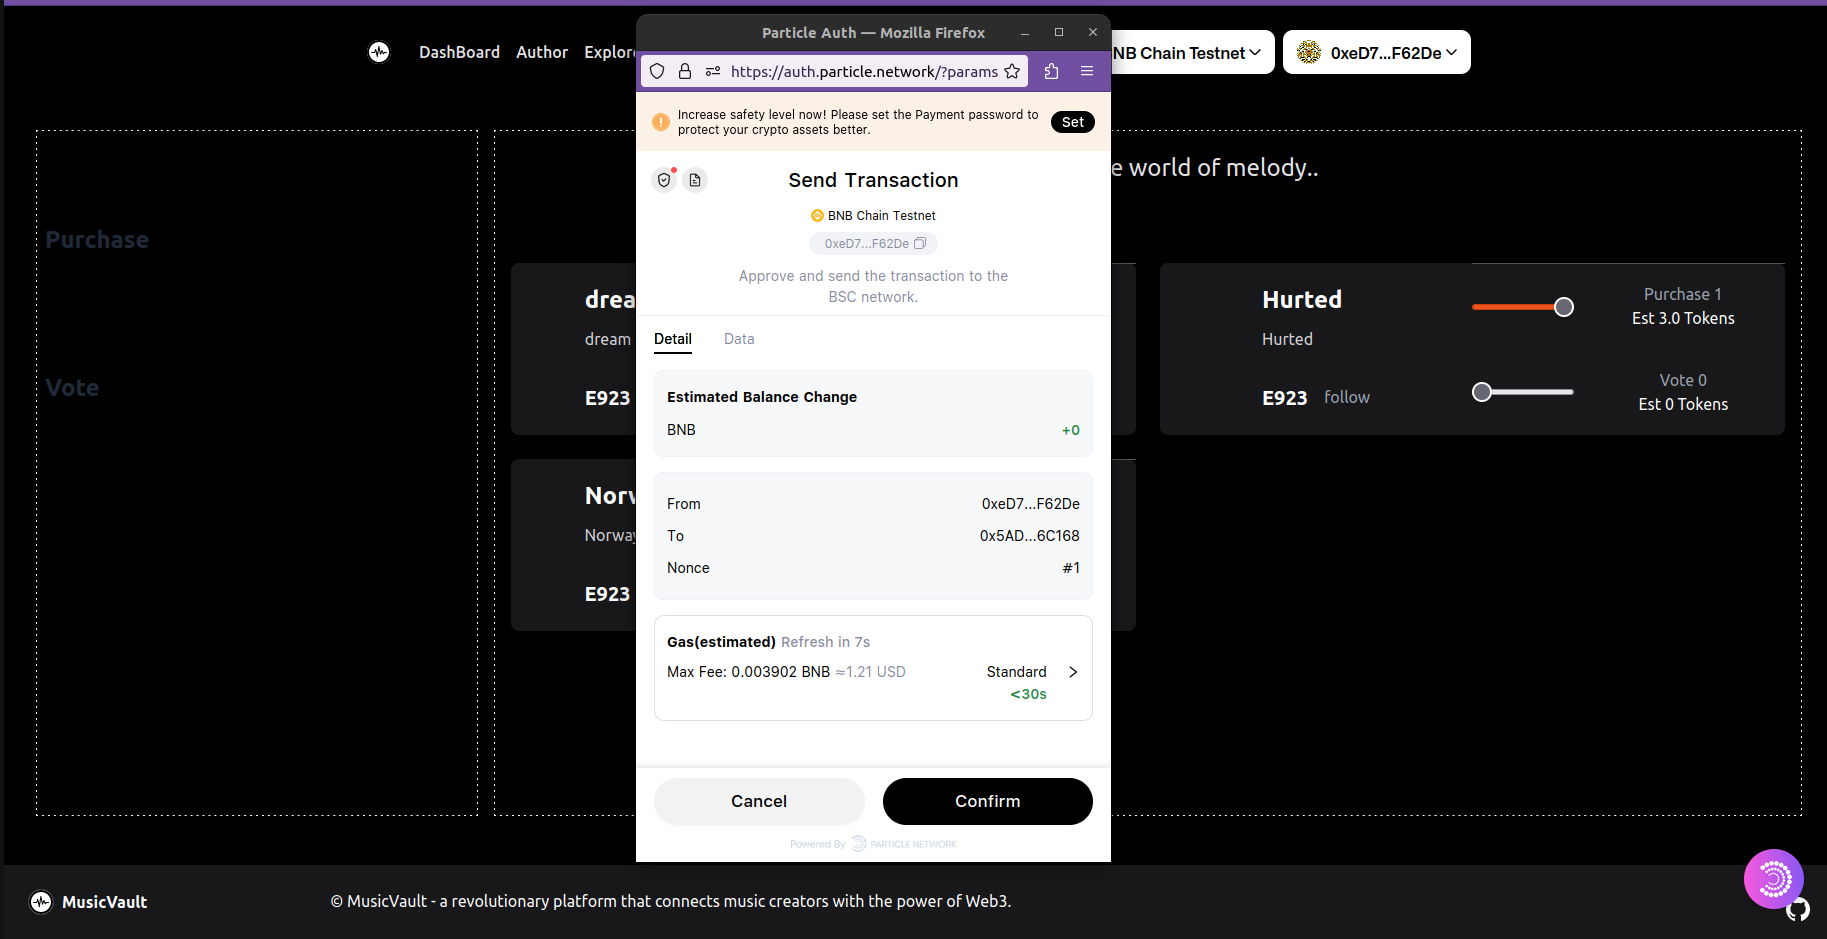 Particle Auth — Mozilla Firefox
DashBoard
Author
Explor
NB Chain Testnet
0xeD7...F62De
https://auth.particle.network/?params
Increase safety level now! Please set the Payment password to
protect your crypto assets better.
Set
e world of melody..
Send Transaction
BNB Chain Testnet
0xeD7...F62De
Approve and send the transaction to the
BSC network.
Detail
Data
Estimated Balance Change
BNB
+0
From
0xeD7...F62De
To
0x5AD...6C168
Nonce
#1
Gas(estimated) Refresh in 7s
Max Fee: 0.003902 BNB ≈1.21 USD
Standard
<30s
Cancel
Confirm
Powered By PARTICLE NETWORK
Purchase
Vote
drea
dream
E923
Norw
Norway
E923
Hurted
Hurted
E923 follow
Purchase 1
Est 3.0 Tokens
Vote 0
Est 0 Tokens
MusicVault
© MusicVault - a revolutionary platform that connects music creators with the power of Web3.